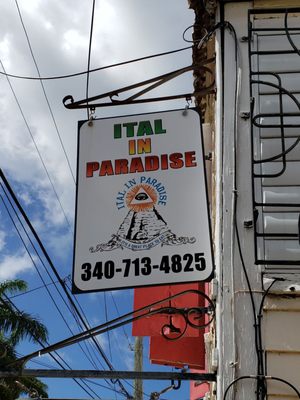 ITAL
IN
PARADISE
ITAL IN PARADISE
340-713-4825